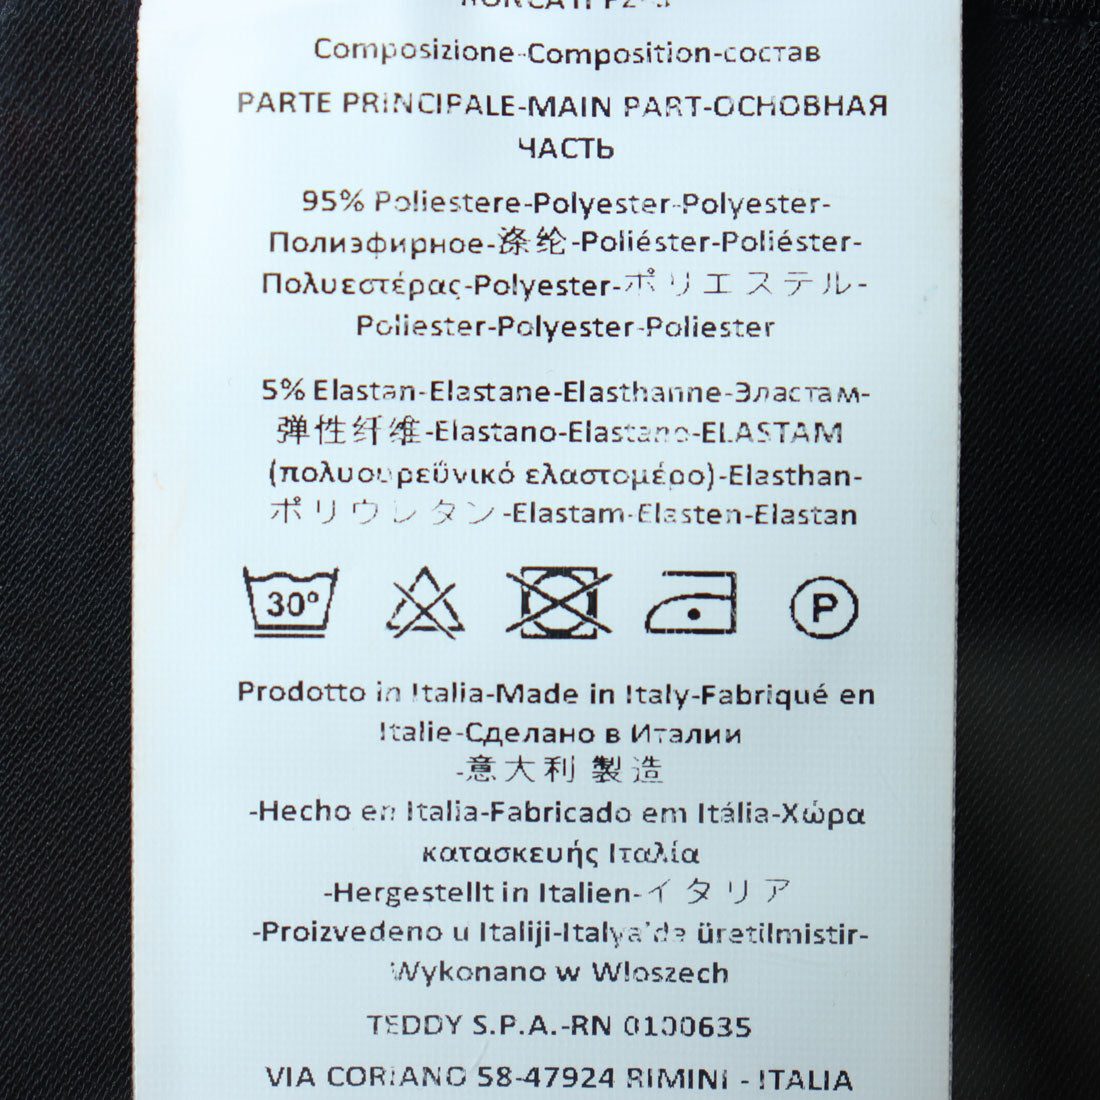 Composizione-Composition-состав
PARTE PRINCIPALE-MAIN PART-ОСНОВНАЯ
ЧАСТЬ
95% Poliestere-Polyester-Polyester-
Полиэфирное-涤纶-Poliéster-Poliéster-
Πολυεστέρας-Polyester-ポリエステル-
Poliester-Polyester-Poliester
5% Elastan-Elastane-Elasthanne-Эластам-
弹性纤维-Elastano-Elastano-ELASTAM
(πολυουρεΰνικό ελαστομέρο)-Elasthan-
ポリウレタン-Elastam-Elasten-Elastan
30°
P
Prodotto in Italia-Made in Italy-Fabriqué en
Italie-Сделано в Италии
-意大利 製造
-Hecho en Italia-Fabricado em Itália-Χώρα
κατασκευής Ιταλία
-Hergestellt in Italien-イタリア
-Proizvedeno u Italiji-Italya'da üretilmistir-
Wykonano w Wloszech
TEDDY S.P.A.-RN 0100635
VIA CORIANO 58-47924 RIMINI - ITALIA